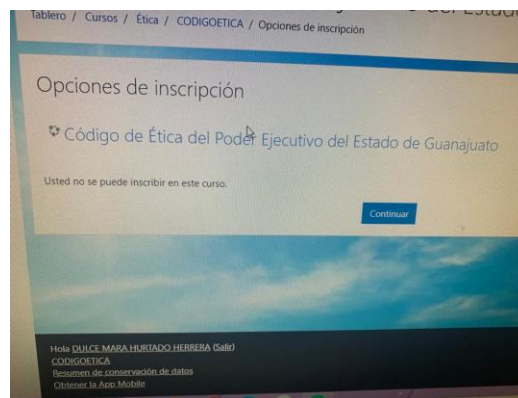 Tablero / Cursos / Ética / CODIGOETICA / Opciones de inscripción
Opciones de inscripción
Código de Ética del Poder Ejecutivo del Estado de Guanajuato
Usted no se puede inscribir en este curso.
Continuar
Hola DULCE MARA HURTADO HERRERA (Salir)
CODIGOETICA
Resumen de conservación de datos
Obtener la App Mobile